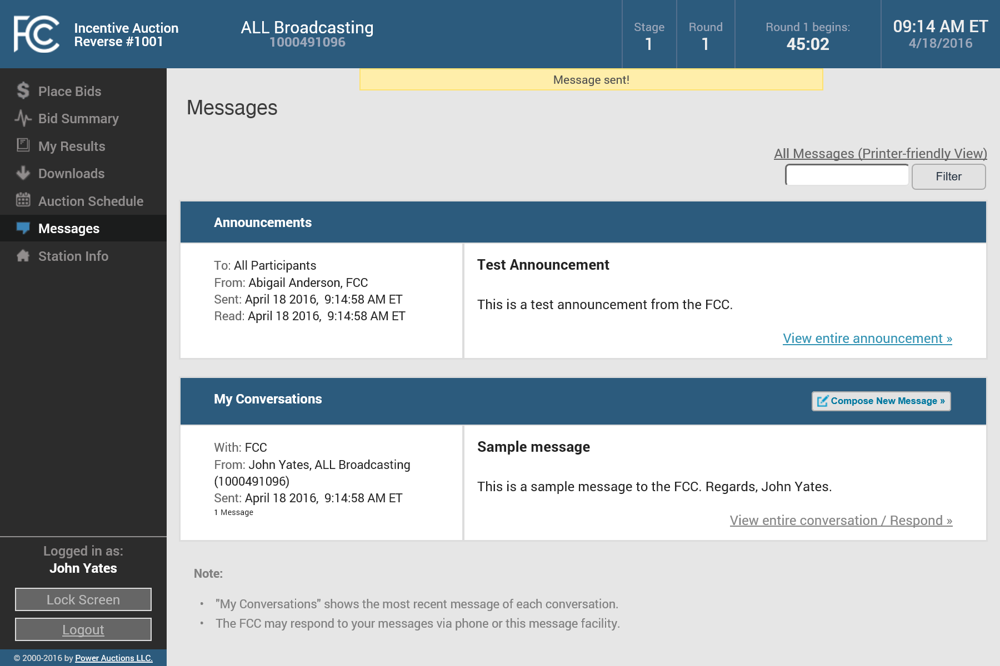 FCC
Incentive Auction
Reverse #1001
ALL Broadcasting
1000491096
Stage
1
Round
1
Round 1 begins:
45:02
09:14 AM ET
4/18/2016
Message sent!
Place Bids
Bid Summary
My Results
Downloads
Auction Schedule
Messages
Station Info
Messages
All Messages (Printer-friendly View)
Filter
Announcements
To: All Participants
From: Abigail Anderson, FCC
Sent: April 18 2016, 9:14:58 AM ET
Read: April 18 2016, 9:14:58 AM ET
Test Announcement
This is a test announcement from the FCC.
View entire announcement »
My Conversations
Compose New Message »
With: FCC
From: John Yates, ALL Broadcasting
(1000491096)
Sent: April 18 2016, 9:14:58 AM ET
1 Message
Sample message
This is a sample message to the FCC. Regards, John Yates.
View entire conversation / Respond »
Note:
• "My Conversations" shows the most recent message of each conversation.
• The FCC may respond to your messages via phone or this message facility.
Logged in as:
John Yates
Lock Screen
Logout
© 2000-2016 by Power Auctions LLC.